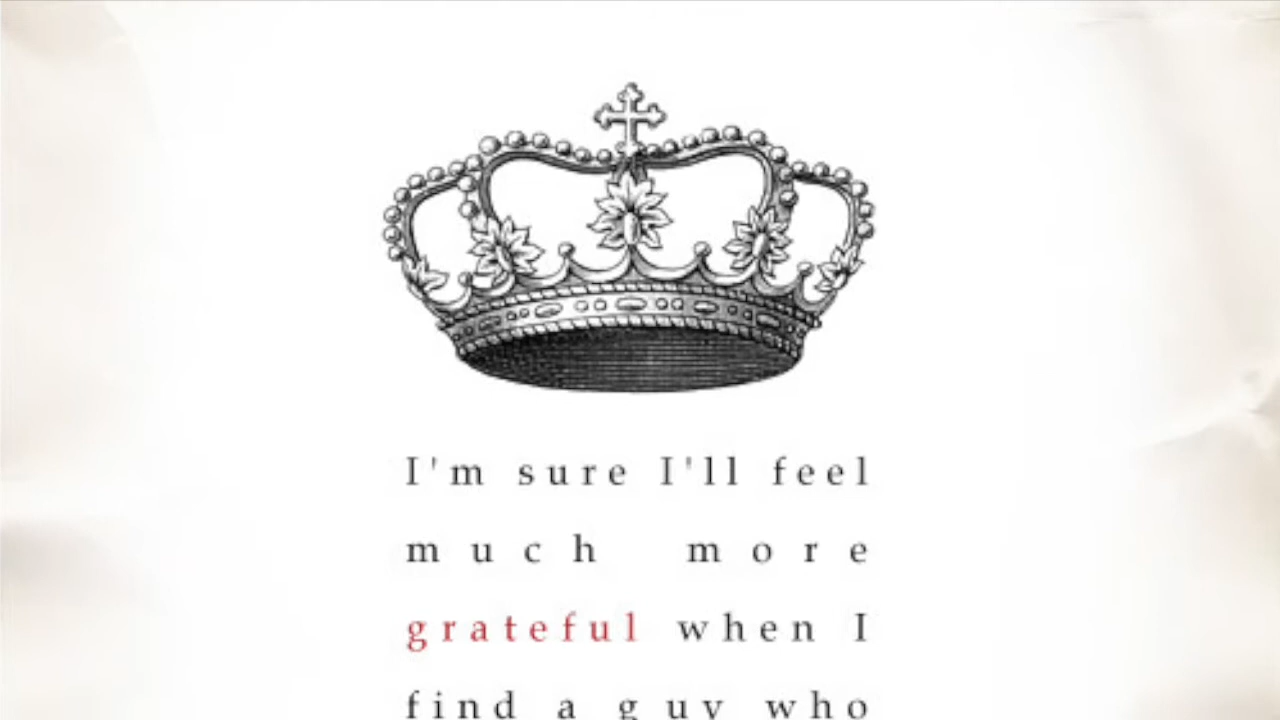 I'm sure I'll feel
much more
grateful when I
find a guy who